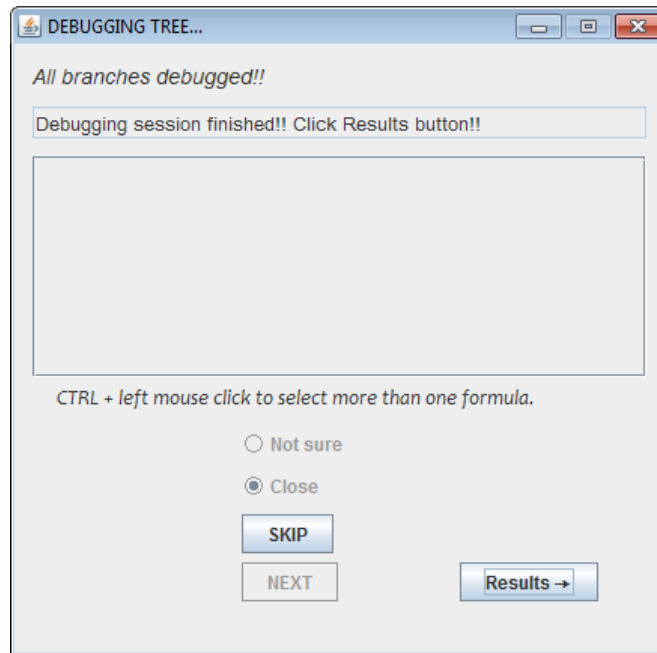 DEBUGGING TREE...
All branches debugged!!
Debugging session finished!! Click Results button!!
CTRL + left mouse click to select more than one formula.
Not sure
Close
SKIP
NEXT
Results →